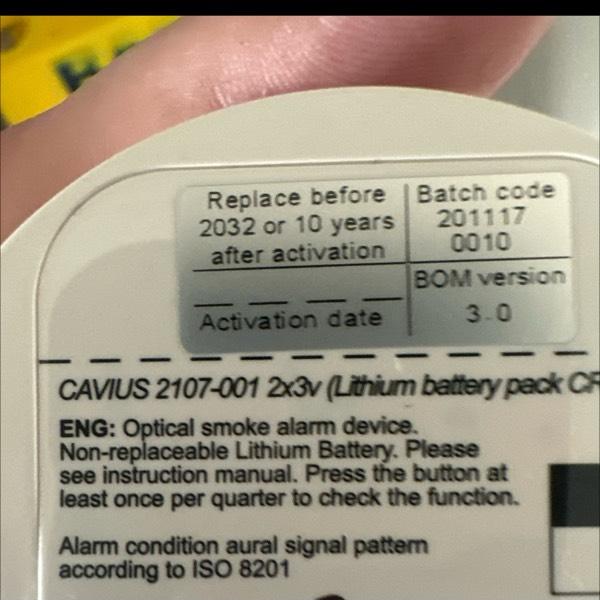 Replace before
2032 or 10 years
after activation
Activation date
Batch code
201117
0010
BOM version
3.0
CAVIUS 2107-001 2x3v (Lithium battery pack
ENG: Optical smoke alarm device.
Non-replaceable Lithium Battery. Please
see instruction manual. Press the button at
least once per quarter to check the function.
Alarm condition aural signal pattern
according to ISO 8201